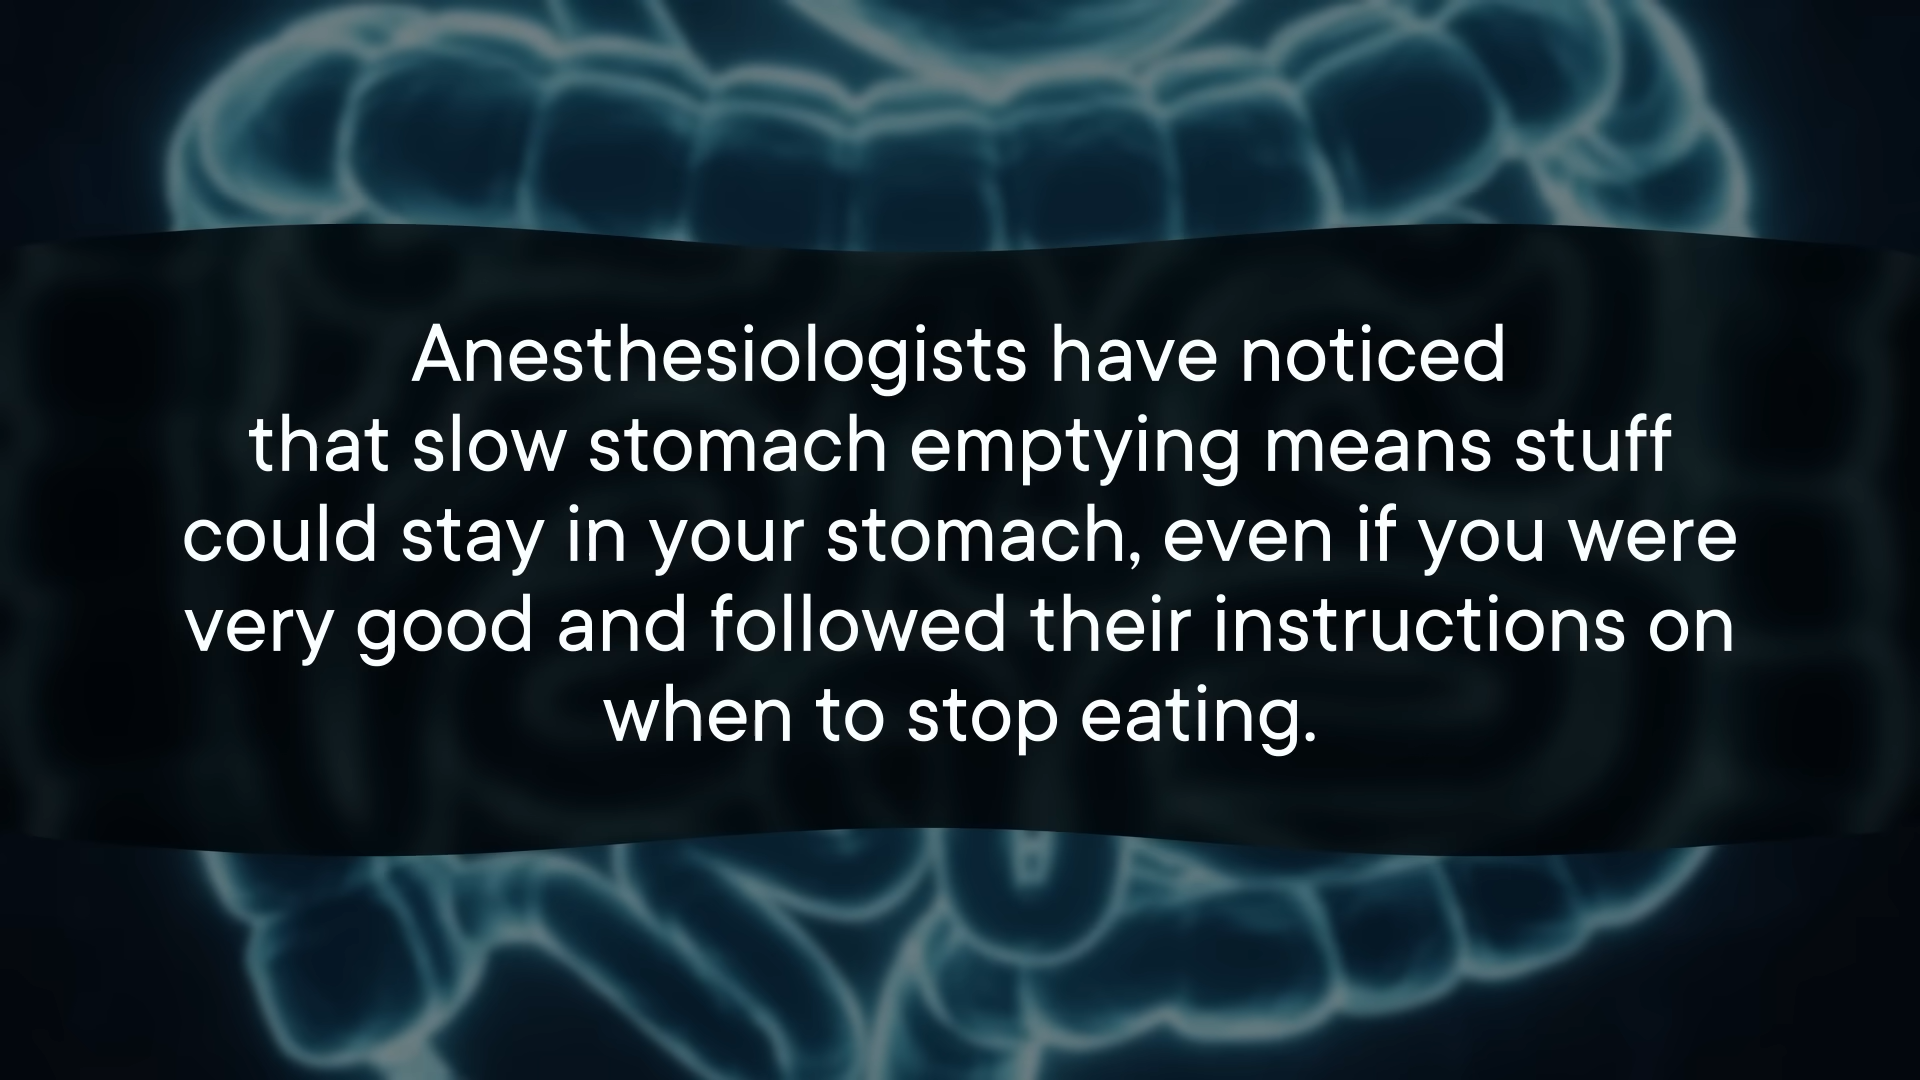 Anesthesiologists have noticed
that slow stomach emptying means stuff
could stay in your stomach, even if you were
very good and followed their instructions on
when to stop eating.